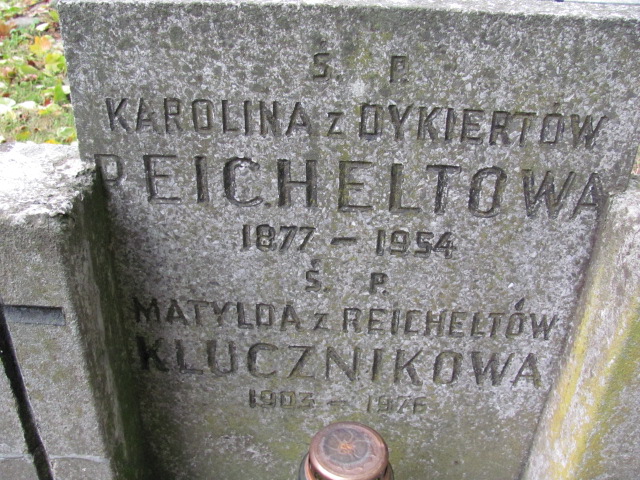 Ś. P.
KAROLINA z DYKIERTÓW
REICHELTOWA
1877 – 1954
Ś. P.
MATYLDA z REICHELTÓW
KLUCZNIKOWA
1903 – 1976